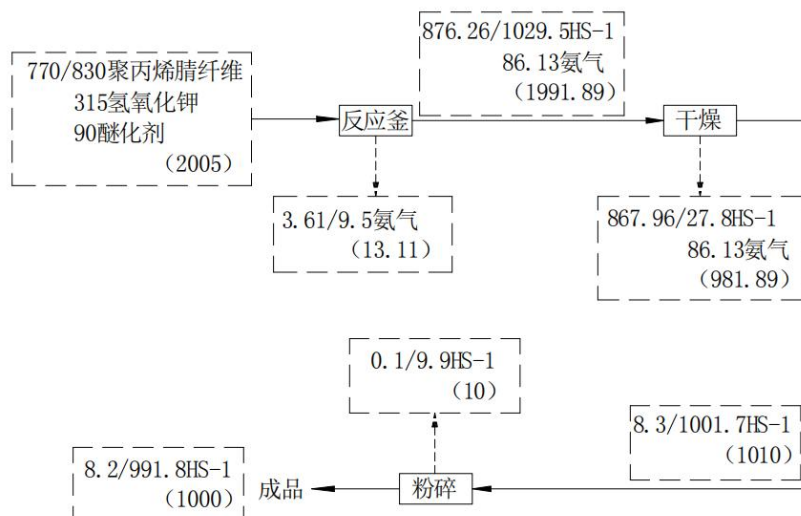 770/830聚丙烯腈纤维
315氢氧化钾
90醚化剂
（2005）
反应釜
876.26/1029.5HS-1
86.13氨气
（1991.89）
干燥
3.61/9.5氨气
（13.11）
867.96/27.8HS-1
86.13氨气
（981.89）
0.1/9.9HS-1
（10）
8.3/1001.7HS-1
（1010）
粉碎
成品
8.2/991.8HS-1
（1000）